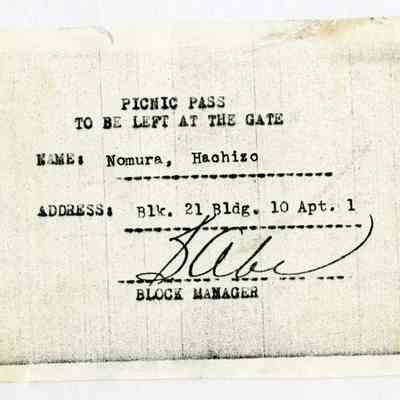 PICNIC PASS
TO BE LEFT AT THE GATE
NAME: Nomura, Hachizo
ADDRESS: Blk. 21 Bldg. 10 Apt. 1
S Abe
BLOCK MANAGER